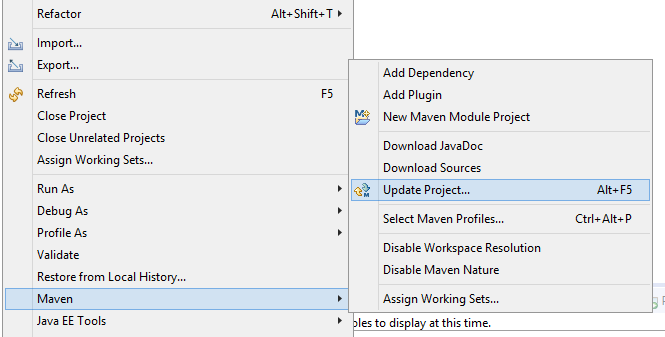 Refactor Alt+Shift+T
Import...
Export...
Refresh F5
Close Project
Close Unrelated Projects
Assign Working Sets...
Run As
Debug As
Profile As
Validate
Restore from Local History...
Maven
Java EE Tools
Add Dependency
Add Plugin
New Maven Module Project
Download JavaDoc
Download Sources
Update Project... Alt+F5
Select Maven Profiles... Ctrl+Alt+P
Disable Workspace Resolution
Disable Maven Nature
Assign Working Sets...
oles to display at this time.